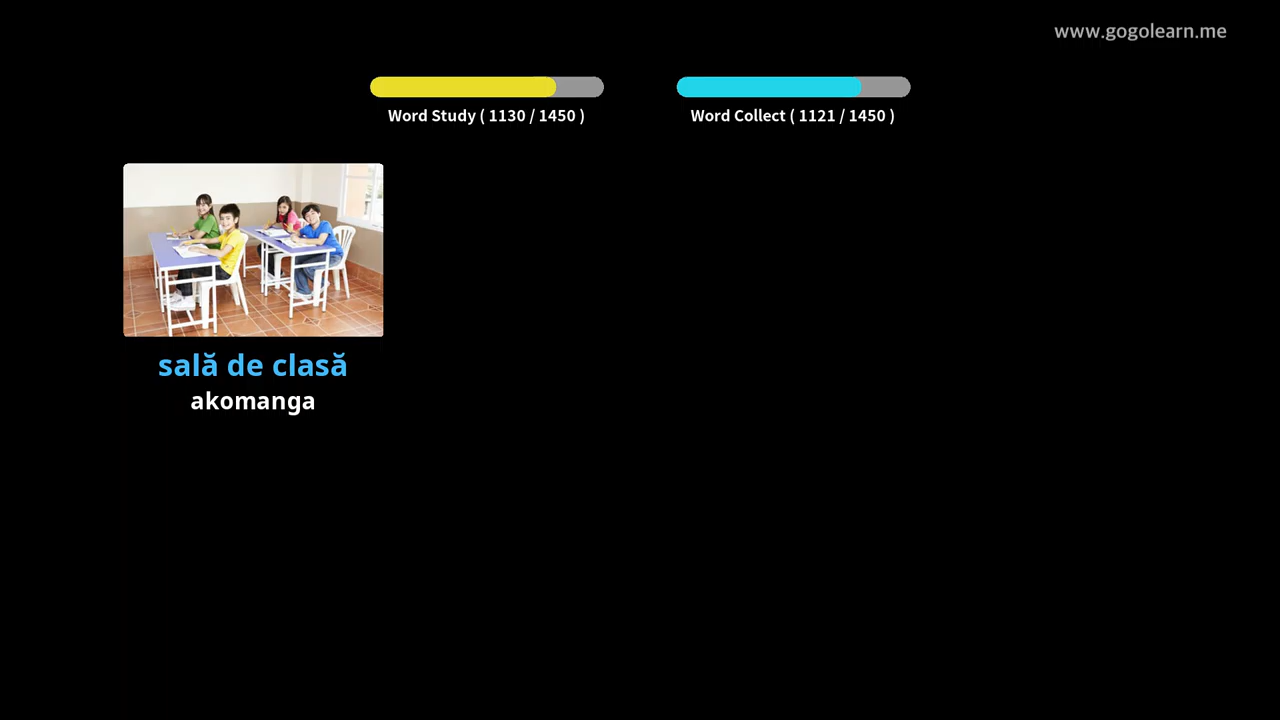 www.gogolearn.me
Word Study ( 1130 / 1450 )
Word Collect ( 1121 / 1450 )
sală de clasă
akomanga